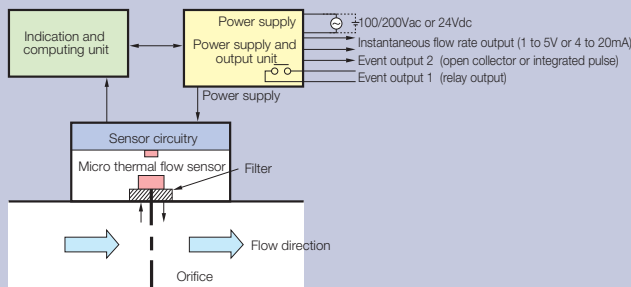 Indication and
computing unit
Power supply
Power supply and
output unit
100/200Vac or 24Vdc
Instantaneous flow rate output (1 to 5V or 4 to 20mA)
Event output 2 (open collector or integrated pulse)
Event output 1 (relay output)
Power supply
Sensor circuitry
Micro thermal flow sensor
Filter
Flow direction
Orifice